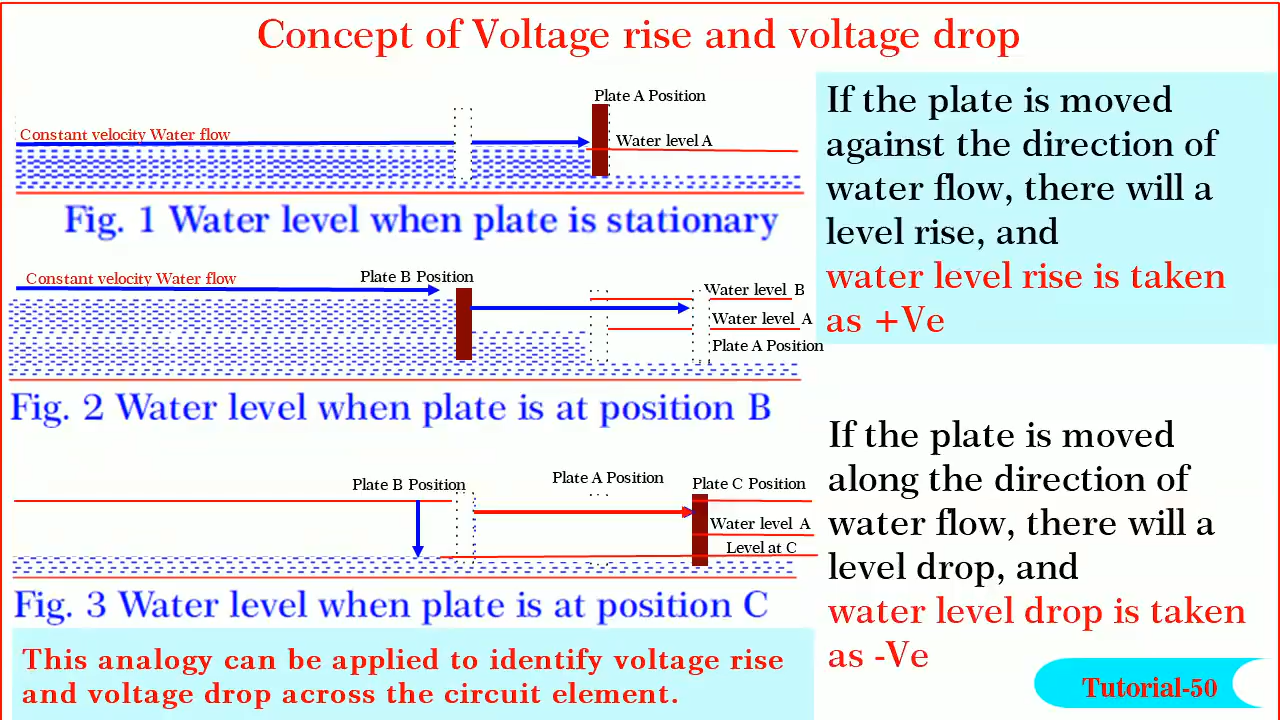 Concept of Voltage rise and voltage drop
Plate A Position
Constant velocity Water flow
Water level A
Fig. 1 Water level when plate is stationary
Constant velocity Water flow
Plate B Position
Water level B
Water level A
Plate A Position
Fig. 2 Water level when plate is at position B
Plate B Position
Plate A Position
Plate C Position
Water level A
Level at C
Fig. 3 Water level when plate is at position C
This analogy can be applied to identify voltage rise
and voltage drop across the circuit element.
If the plate is moved
against the direction of
water flow, there will a
level rise, and
water level rise is taken
as +Ve
If the plate is moved
along the direction of
water flow, there will a
level drop, and
water level drop is taken
as -Ve
Tutorial-50